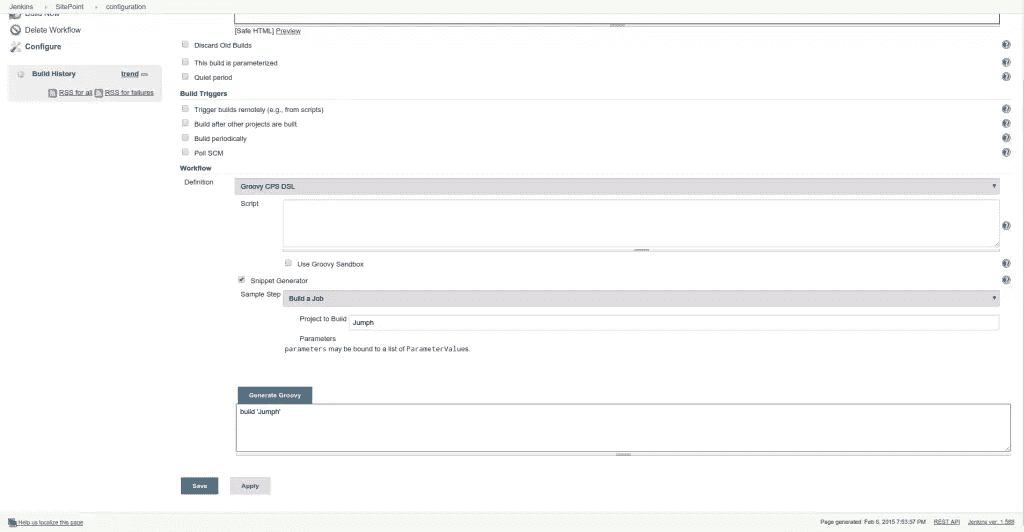 Jenkins › SitePoint › configuration
Build Now
Delete Workflow
Configure
Build History trend
RSS for all RSS for failures
[Safe HTML] Preview
Discard Old Builds
This build is parameterized
Quiet period
Build Triggers
Trigger builds remotely (e.g., from scripts)
Build after other projects are built
Build periodically
Poll SCM
Workflow
Definition Groovy CPS DSL
Script
Use Groovy Sandbox
Snippet Generator
Sample Step Build a Job
Project to Build Jumph
Parameters
parameters may be bound to a list of ParameterValues.
Generate Groovy
build 'Jumph'
Save Apply
Help us localize this page Page generated: Feb 6, 2015 7:53:57 PM REST API Jenkins ver. 1.598